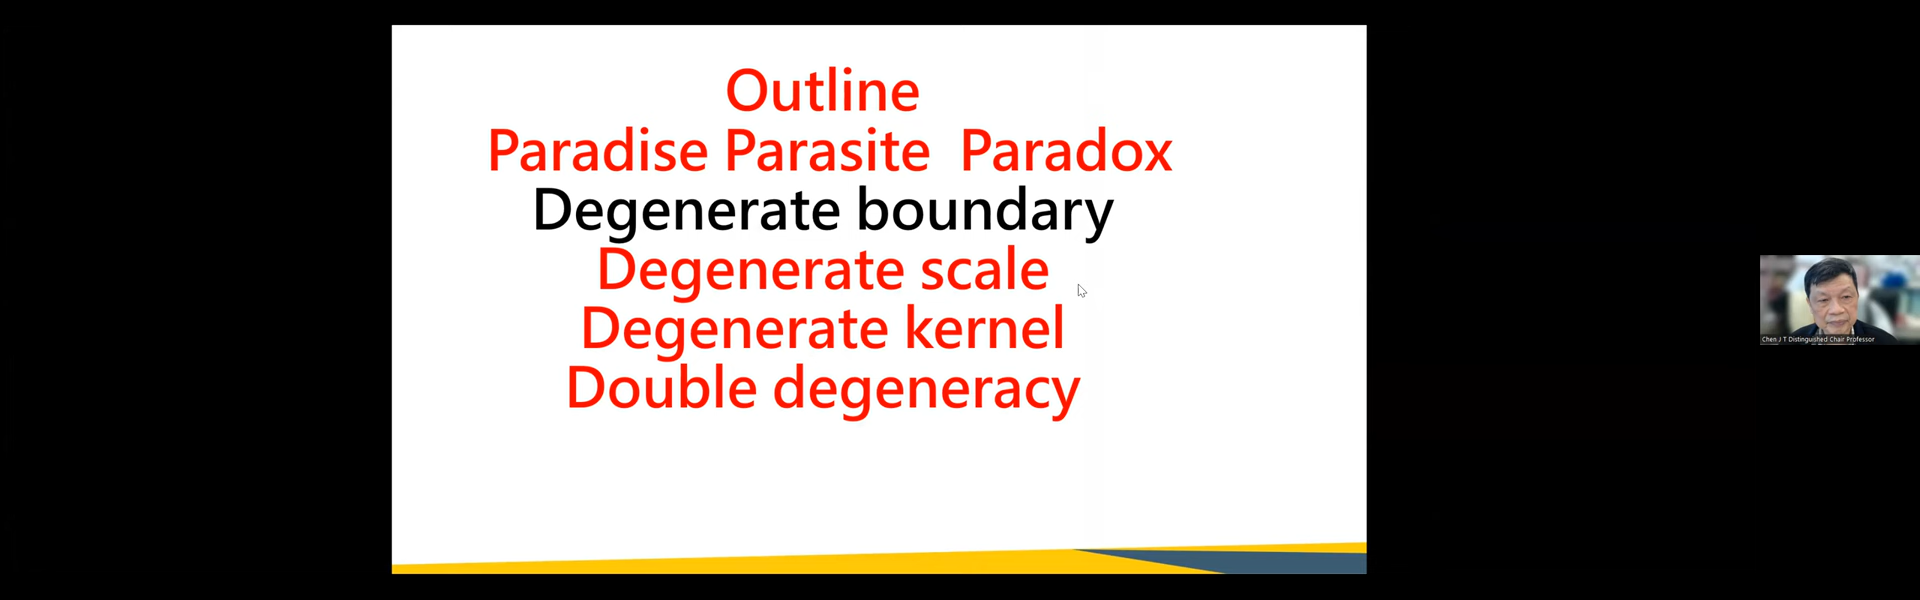 Outline
Paradise Parasite  Paradox
Degenerate boundary
Degenerate scale
Degenerate kernel
Double degeneracy
Chen J T Distinguished Chair Professor